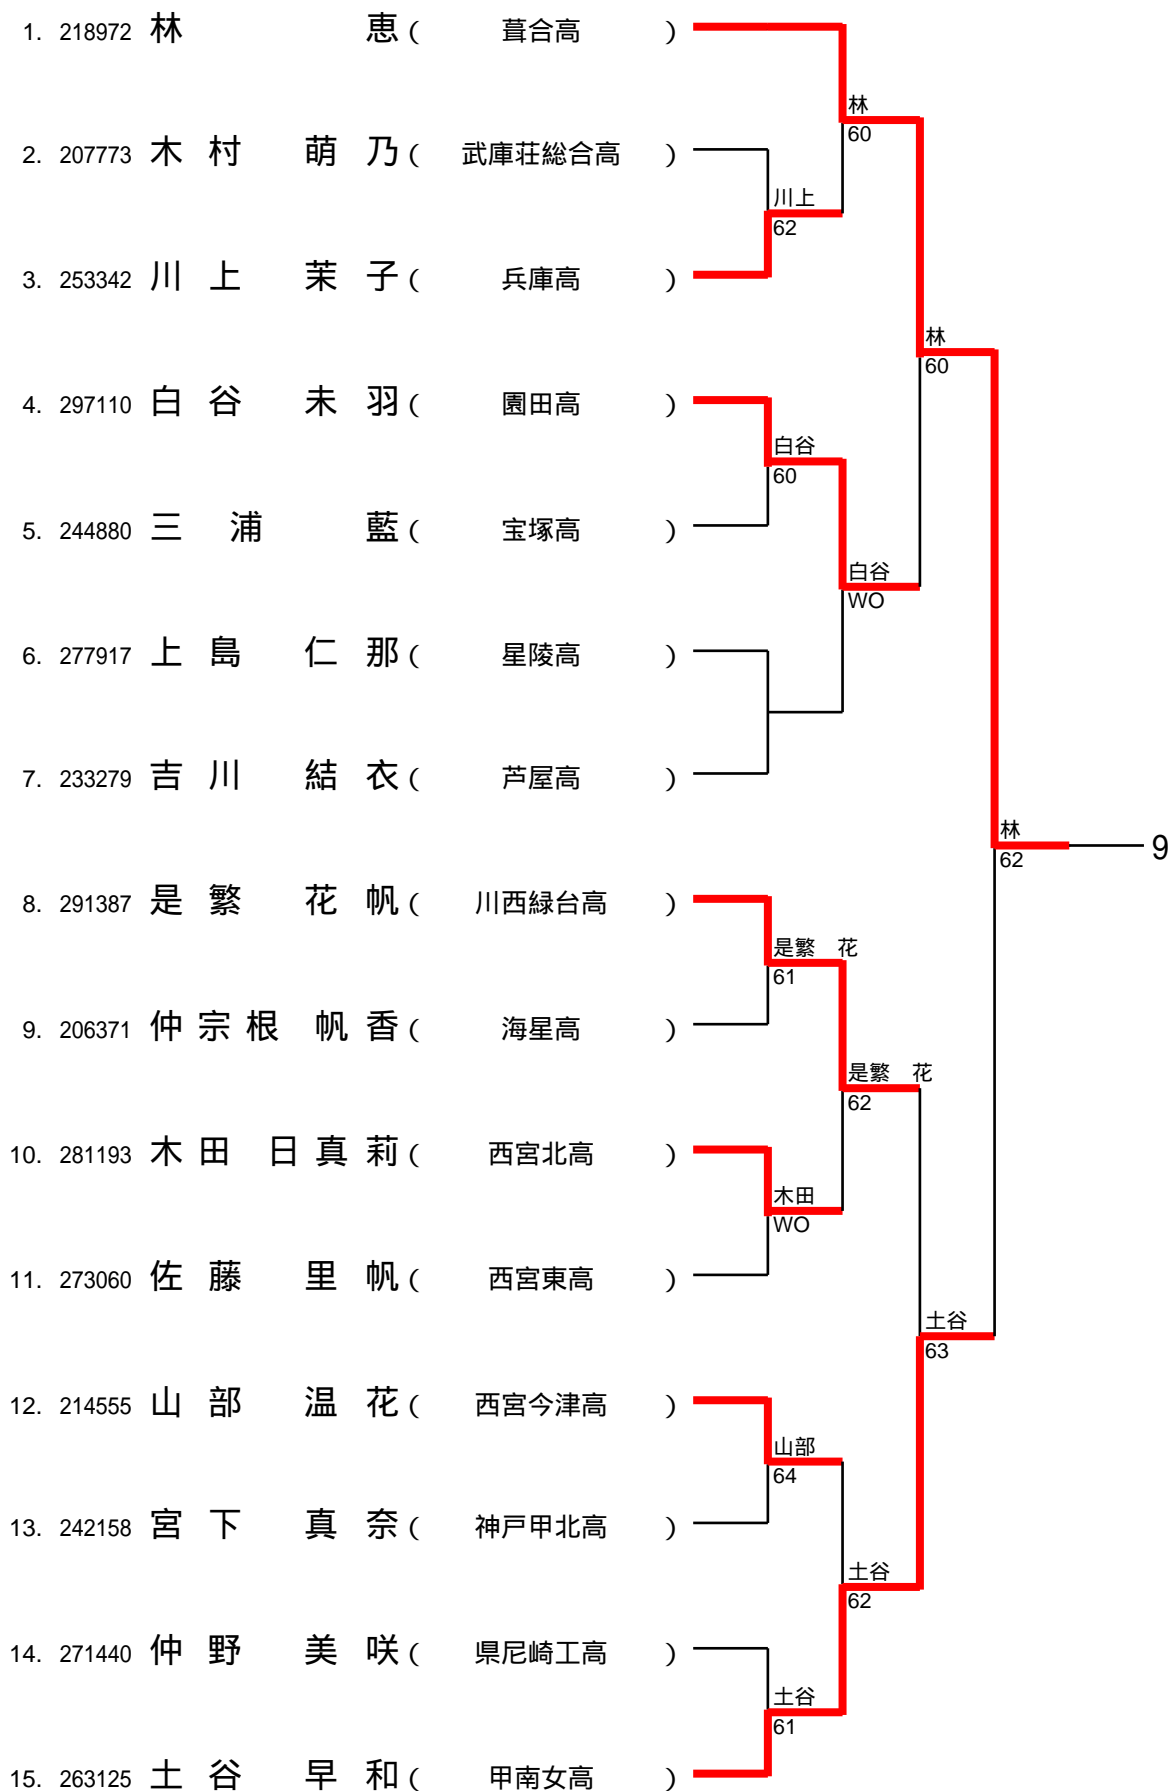 1. 218972 林 恵 ( 葺合高 )
林
60
2. 207773 木村 萌乃 ( 武庫荘総合高 )
川上
62
3. 253342 川上 茉子 ( 兵庫高 )
林
60
4. 297110 白谷 未羽 ( 園田高 )
白谷
60
5. 244880 三浦 藍 ( 宝塚高 )
白谷
WO
6. 277917 上島 仁那 ( 星陵高 )
7. 233279 吉川 結衣 ( 芦屋高 )
林
62
9
8. 291387 是繁 花帆 ( 川西緑台高 )
是繁 花
61
9. 206371 仲宗根 帆香 ( 海星高 )
是繁 花
62
10. 281193 木田 日真莉 ( 西宮北高 )
木田
WO
11. 273060 佐藤 里帆 ( 西宮東高 )
土谷
63
12. 214555 山部 温花 ( 西宮今津高 )
山部
64
13. 242158 宮下 真奈 ( 神戸甲北高 )
土谷
62
14. 271440 仲野 美咲 ( 県尼崎工高 )
土谷
61
15. 263125 土谷 早和 ( 甲南女高 )